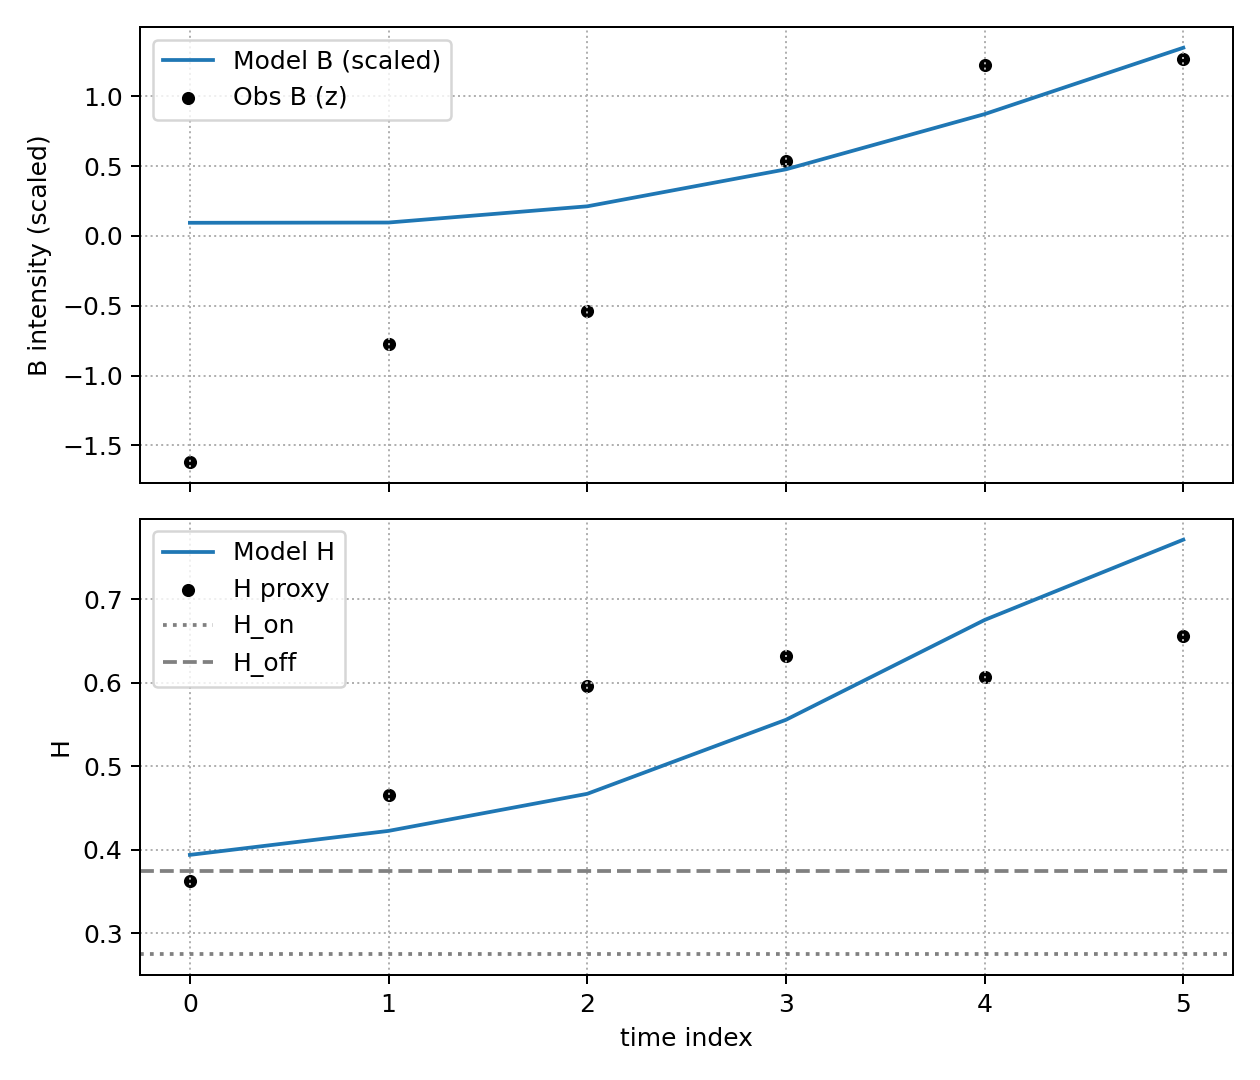 Model B (scaled)
Obs B (z)
B intensity (scaled)
1.0
0.5
0.0
−0.5
−1.0
−1.5
Model H
H proxy
H_on
H_off
H
0.7
0.6
0.5
0.4
0.3
0 1 2 3 4 5
time index